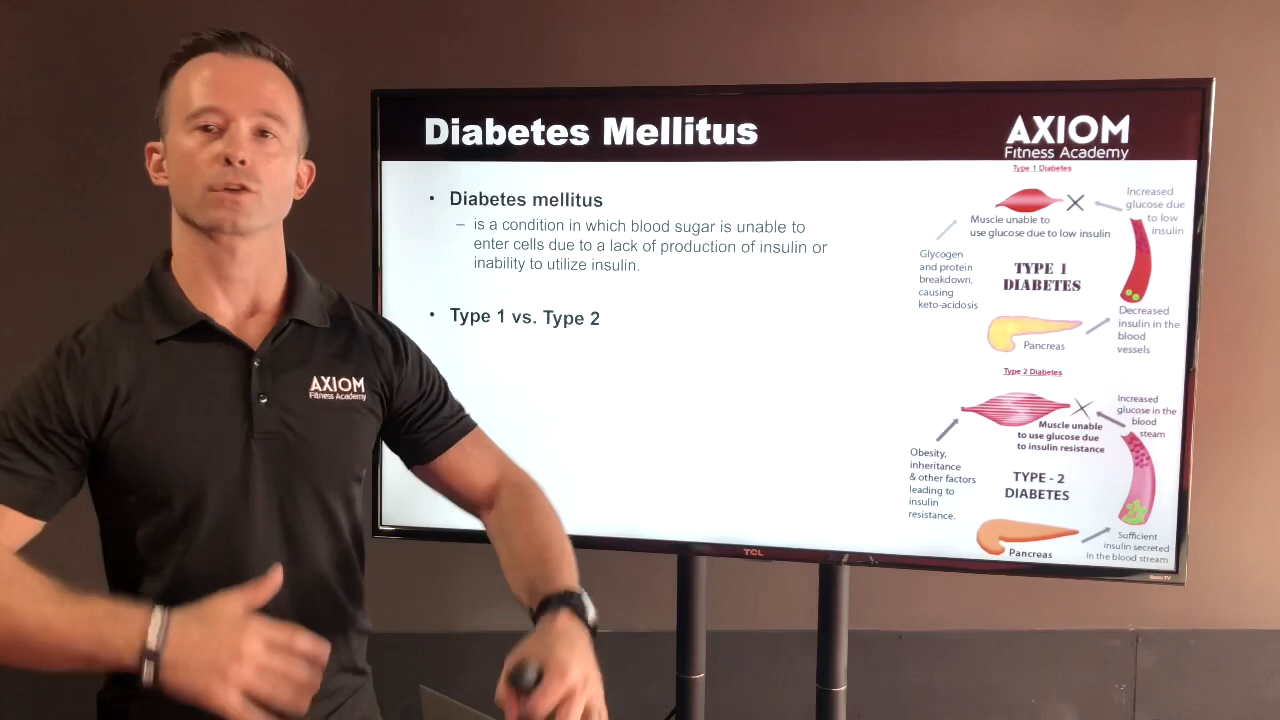 Diabetes Mellitus
AXIOM
Fitness Academy
• Diabetes mellitus
– is a condition in which blood sugar is unable to
enter cells due to a lack of production of insulin or
inability to utilize insulin.
• Type 1 vs. Type 2
Type 1 Diabetes
Increased
glucose due
to low
insulin
Muscle unable to
use glucose due to low insulin
Glycogen
and protein
breakdown,
causing
keto-acidosis
TYPE 1
DIABETES
Pancreas
Decreased
insulin in the
blood
vessels
Type 2 Diabetes
Increased
glucose in the
blood
steam
Muscle unable
to use glucose due
to insulin resistance
Obesity,
inheritance
& other factors
leading to
insulin
resistance.
TYPE - 2
DIABETES
Pancreas
Sufficient
insulin secreted
in the blood stream
AXIOM
Fitness Academy
TCL
Roku TV